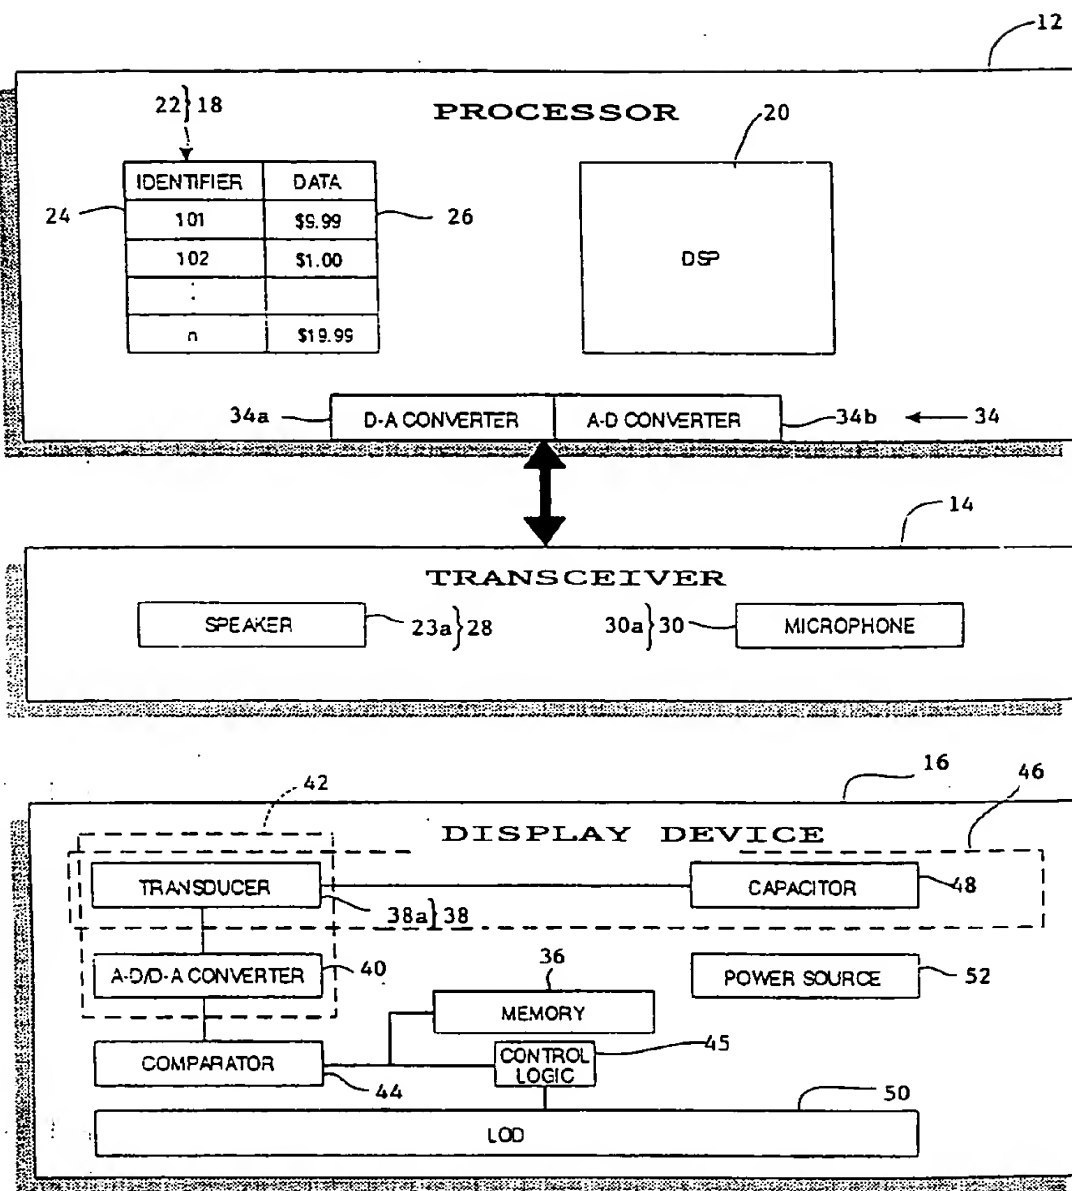 12
PROCESSOR
22}18
20
IDENTIFIER DATA
24
101 $9.99
26
102 $1.00
n $19.99
DSP
34a
D-A CONVERTER
A-D CONVERTER
34b
34
14
TRANSCEIVER
SPEAKER
23a}28
30a}30
MICROPHONE
16
46
42
DISPLAY DEVICE
TRANSDUCER
CAPACITOR
48
38a}38
A-D/D-A CONVERTER
40
36
MEMORY
POWER SOURCE
52
COMPARATOR
44
CONTROL
LOGIC
45
50
LCD